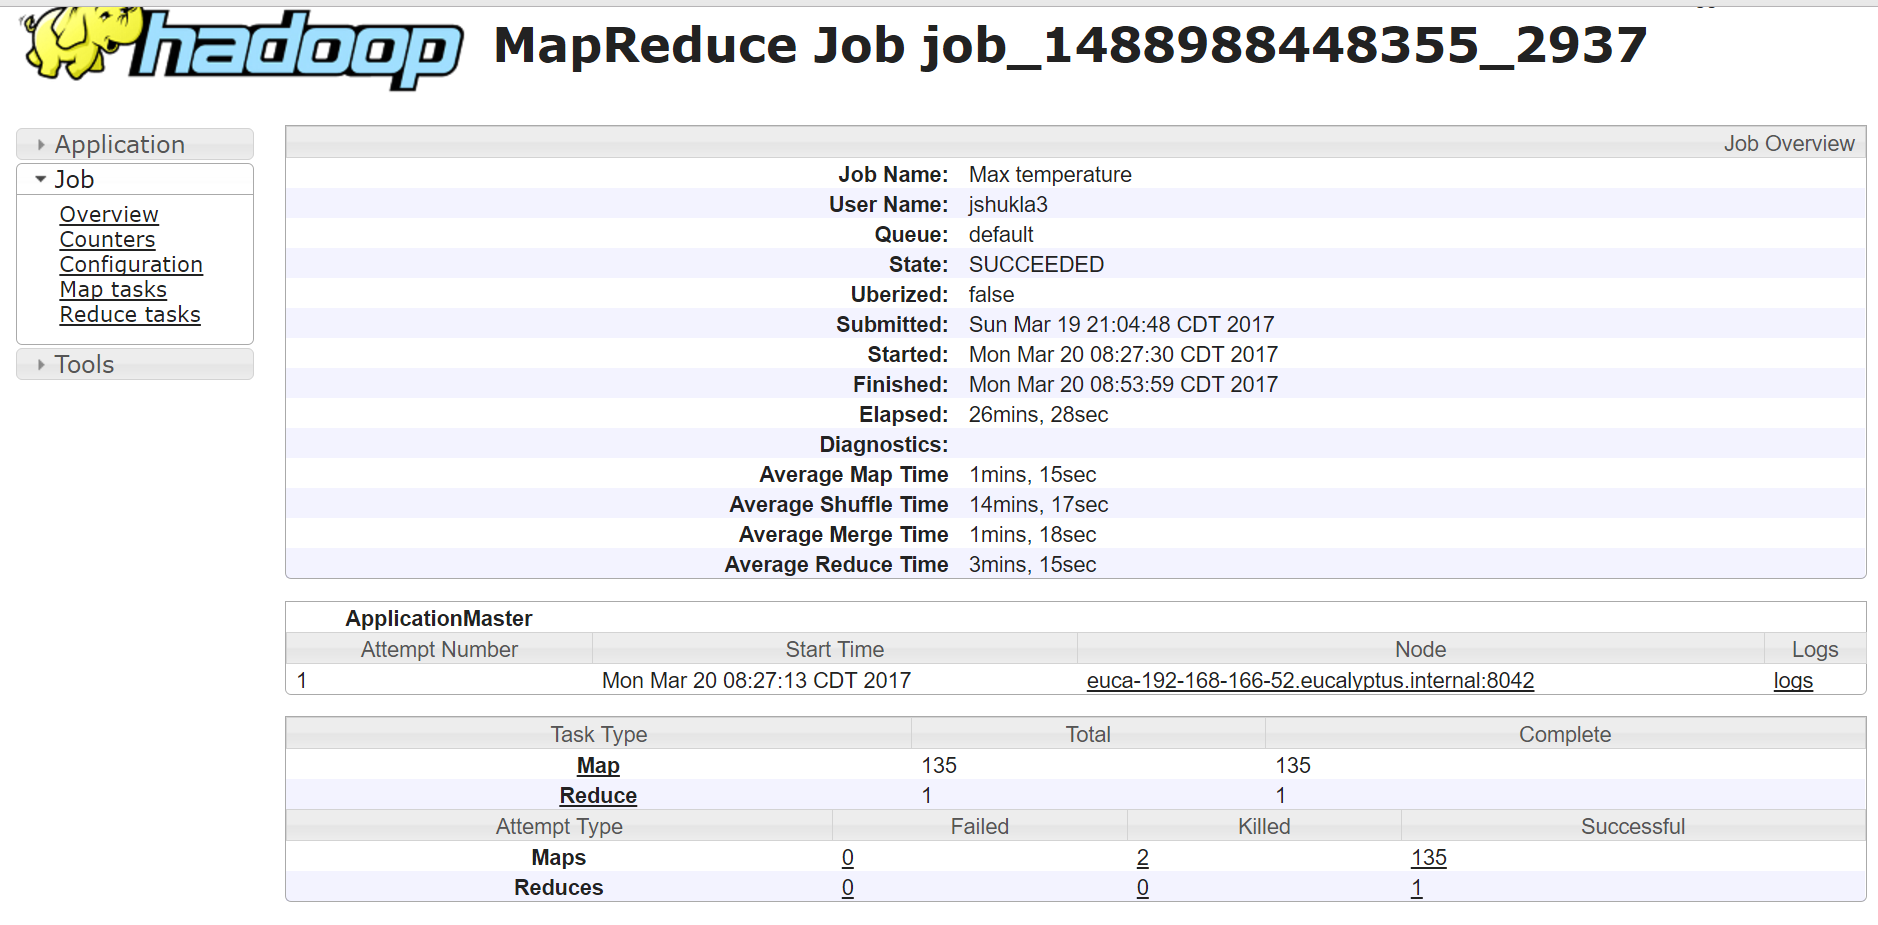 hadoop MapReduce Job job_1488988448355_2937
Application
Job
Overview
Counters
Configuration
Map tasks
Reduce tasks
Tools
Job Overview
Job Name: Max temperature
User Name: jshukla3
Queue: default
State: SUCCEEDED
Uberized: false
Submitted: Sun Mar 19 21:04:48 CDT 2017
Started: Mon Mar 20 08:27:30 CDT 2017
Finished: Mon Mar 20 08:53:59 CDT 2017
Elapsed: 26mins, 28sec
Diagnostics:
Average Map Time 1mins, 15sec
Average Shuffle Time 14mins, 17sec
Average Merge Time 1mins, 18sec
Average Reduce Time 3mins, 15sec
ApplicationMaster
Attempt Number Start Time Node Logs
1 Mon Mar 20 08:27:13 CDT 2017 euca-192-168-166-52.eucalyptus.internal:8042 logs
Task Type Total Complete
Map 135 135
Reduce 1 1
Attempt Type Failed Killed Successful
Maps 0 2 135
Reduces 0 0 1